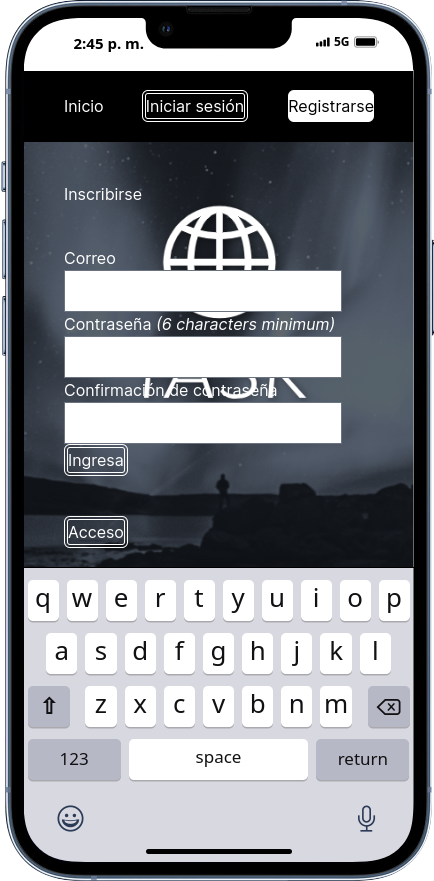 2:45 p. m. 5G
Inicio Iniciar sesión Registrarse
Inscribirse
Correo
Contraseña (6 characters minimum)
Confirmación de contraseña
TASK
Ingresa
Acceso
q w e r t y u i o p
a s d f g h j k l
z x c v b n m
123 space return